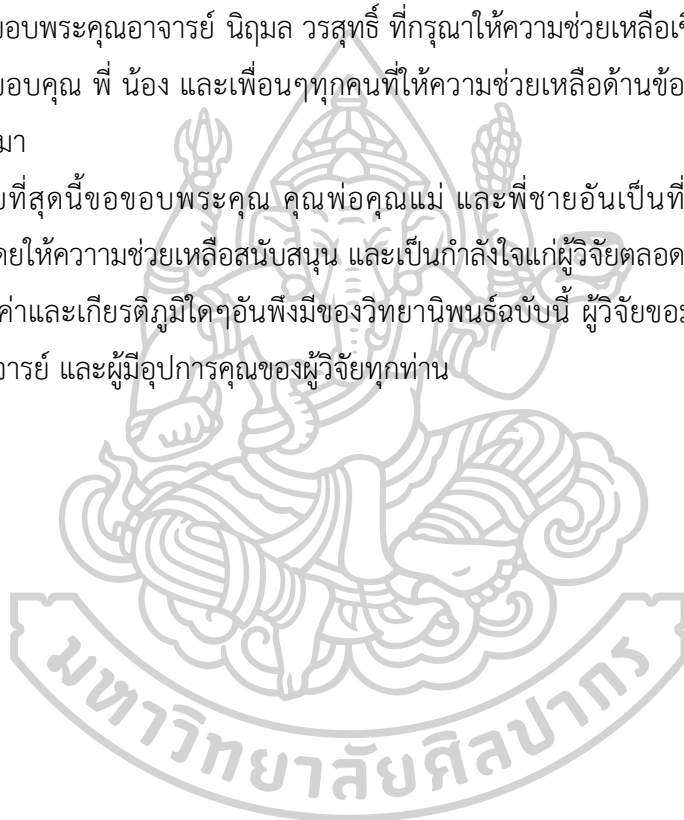 ขอบพระคุณอาจารย์ นิฤมล วรสุทธิ์ ที่กรุณาให้ความช่วยเหลือเ
ขอบคุณ พี่ น้อง และเพื่อนๆทุกคนที่ให้ความช่วยเหลือด้านข้อ
มา
ยที่สุดนี้ขอขอบพระคุณ คุณพ่อคุณแม่ และพี่ชายอันเป็นที่
ดยให้ความามช่วยเหลือสนับสนุน และเป็นกำลังใจแก่ผู้วิจัยตลอด
ค่าและเกียรติภูมิใดๆอันพึงมีของวิทยานิพนธ์ฉบับนี้ ผู้วิจัยขอ
จารย์ และผู้มีอุปการคุณของผู้วิจัยทุกท่าน
มหาวิทยาลัยศิลปากร